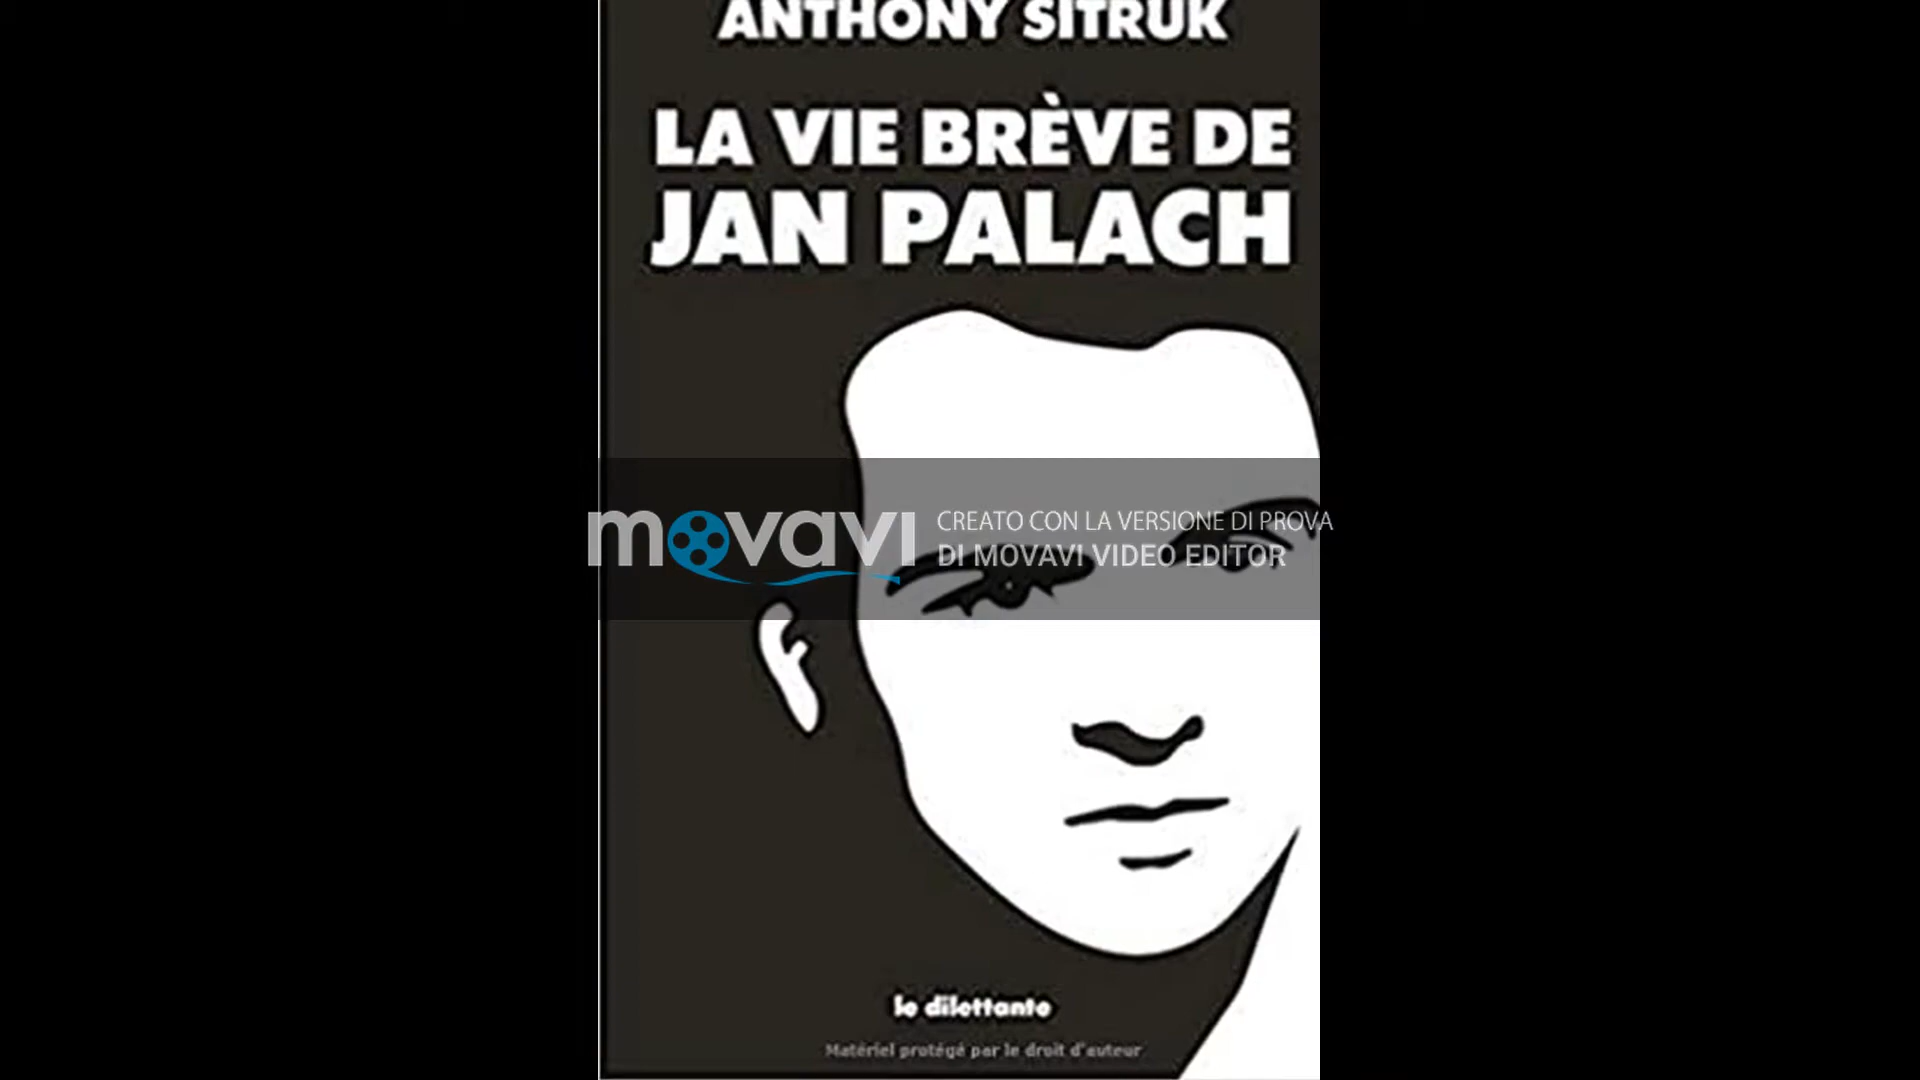 ANTHONY SITRUK
LA VIE BRÈVE DE
JAN PALACH
movavi
CREATO CON LA VERSIONE DI PROVA
DI MOVAVI VIDEO EDITOR
le dilettante
Matériel protégé par le droit d'auteur